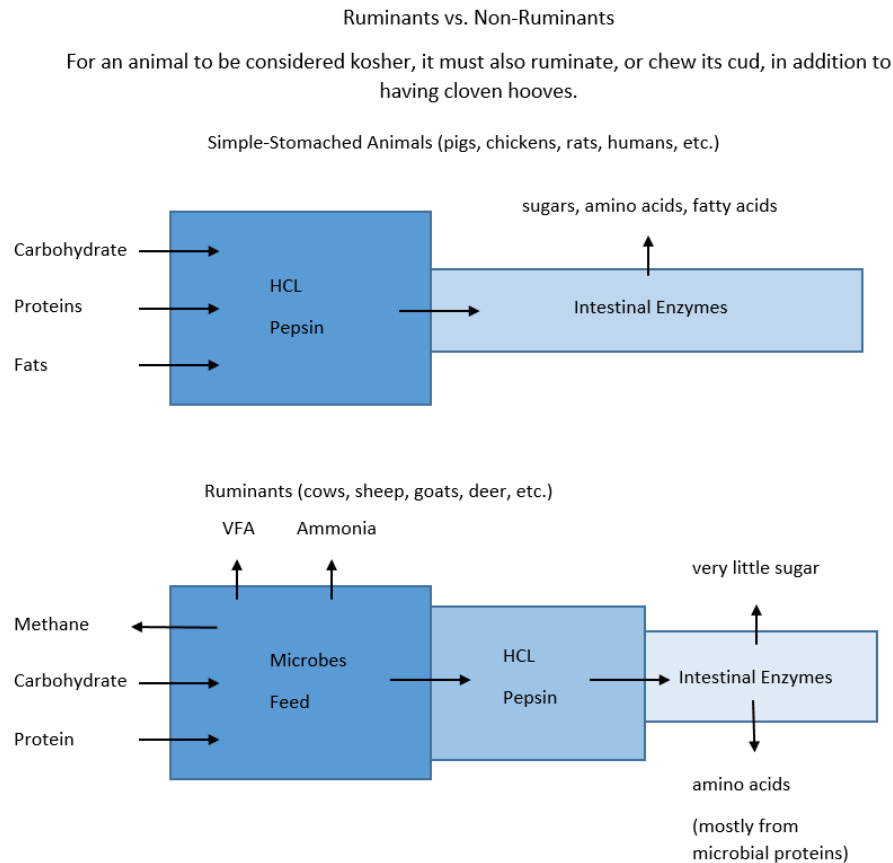 Ruminants vs. Non-Ruminants
For an animal to be considered kosher, it must also ruminate, or chew its cud, in addition to
having cloven hooves.
Simple-Stomached Animals (pigs, chickens, rats, humans, etc.)
sugars, amino acids, fatty acids
Carbohydrate
Proteins
Fats
HCL
Pepsin
Intestinal Enzymes
Ruminants (cows, sheep, goats, deer, etc.)
VFA
Ammonia
very little sugar
Methane
Carbohydrate
Protein
Microbes
Feed
HCL
Pepsin
Intestinal Enzymes
amino acids
(mostly from
microbial proteins)